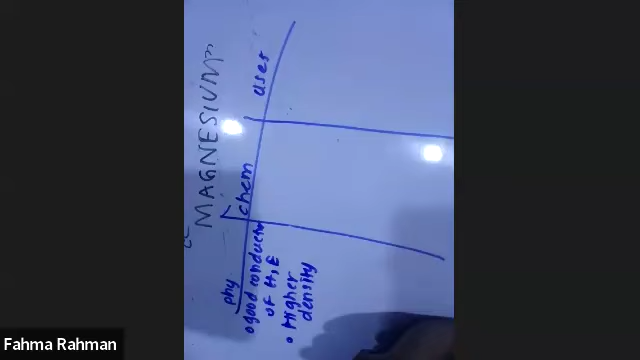 "MAGNESIUM"
phy
chem
uses
good conductor
of H,E
• Higher
density
Fahma Rahman